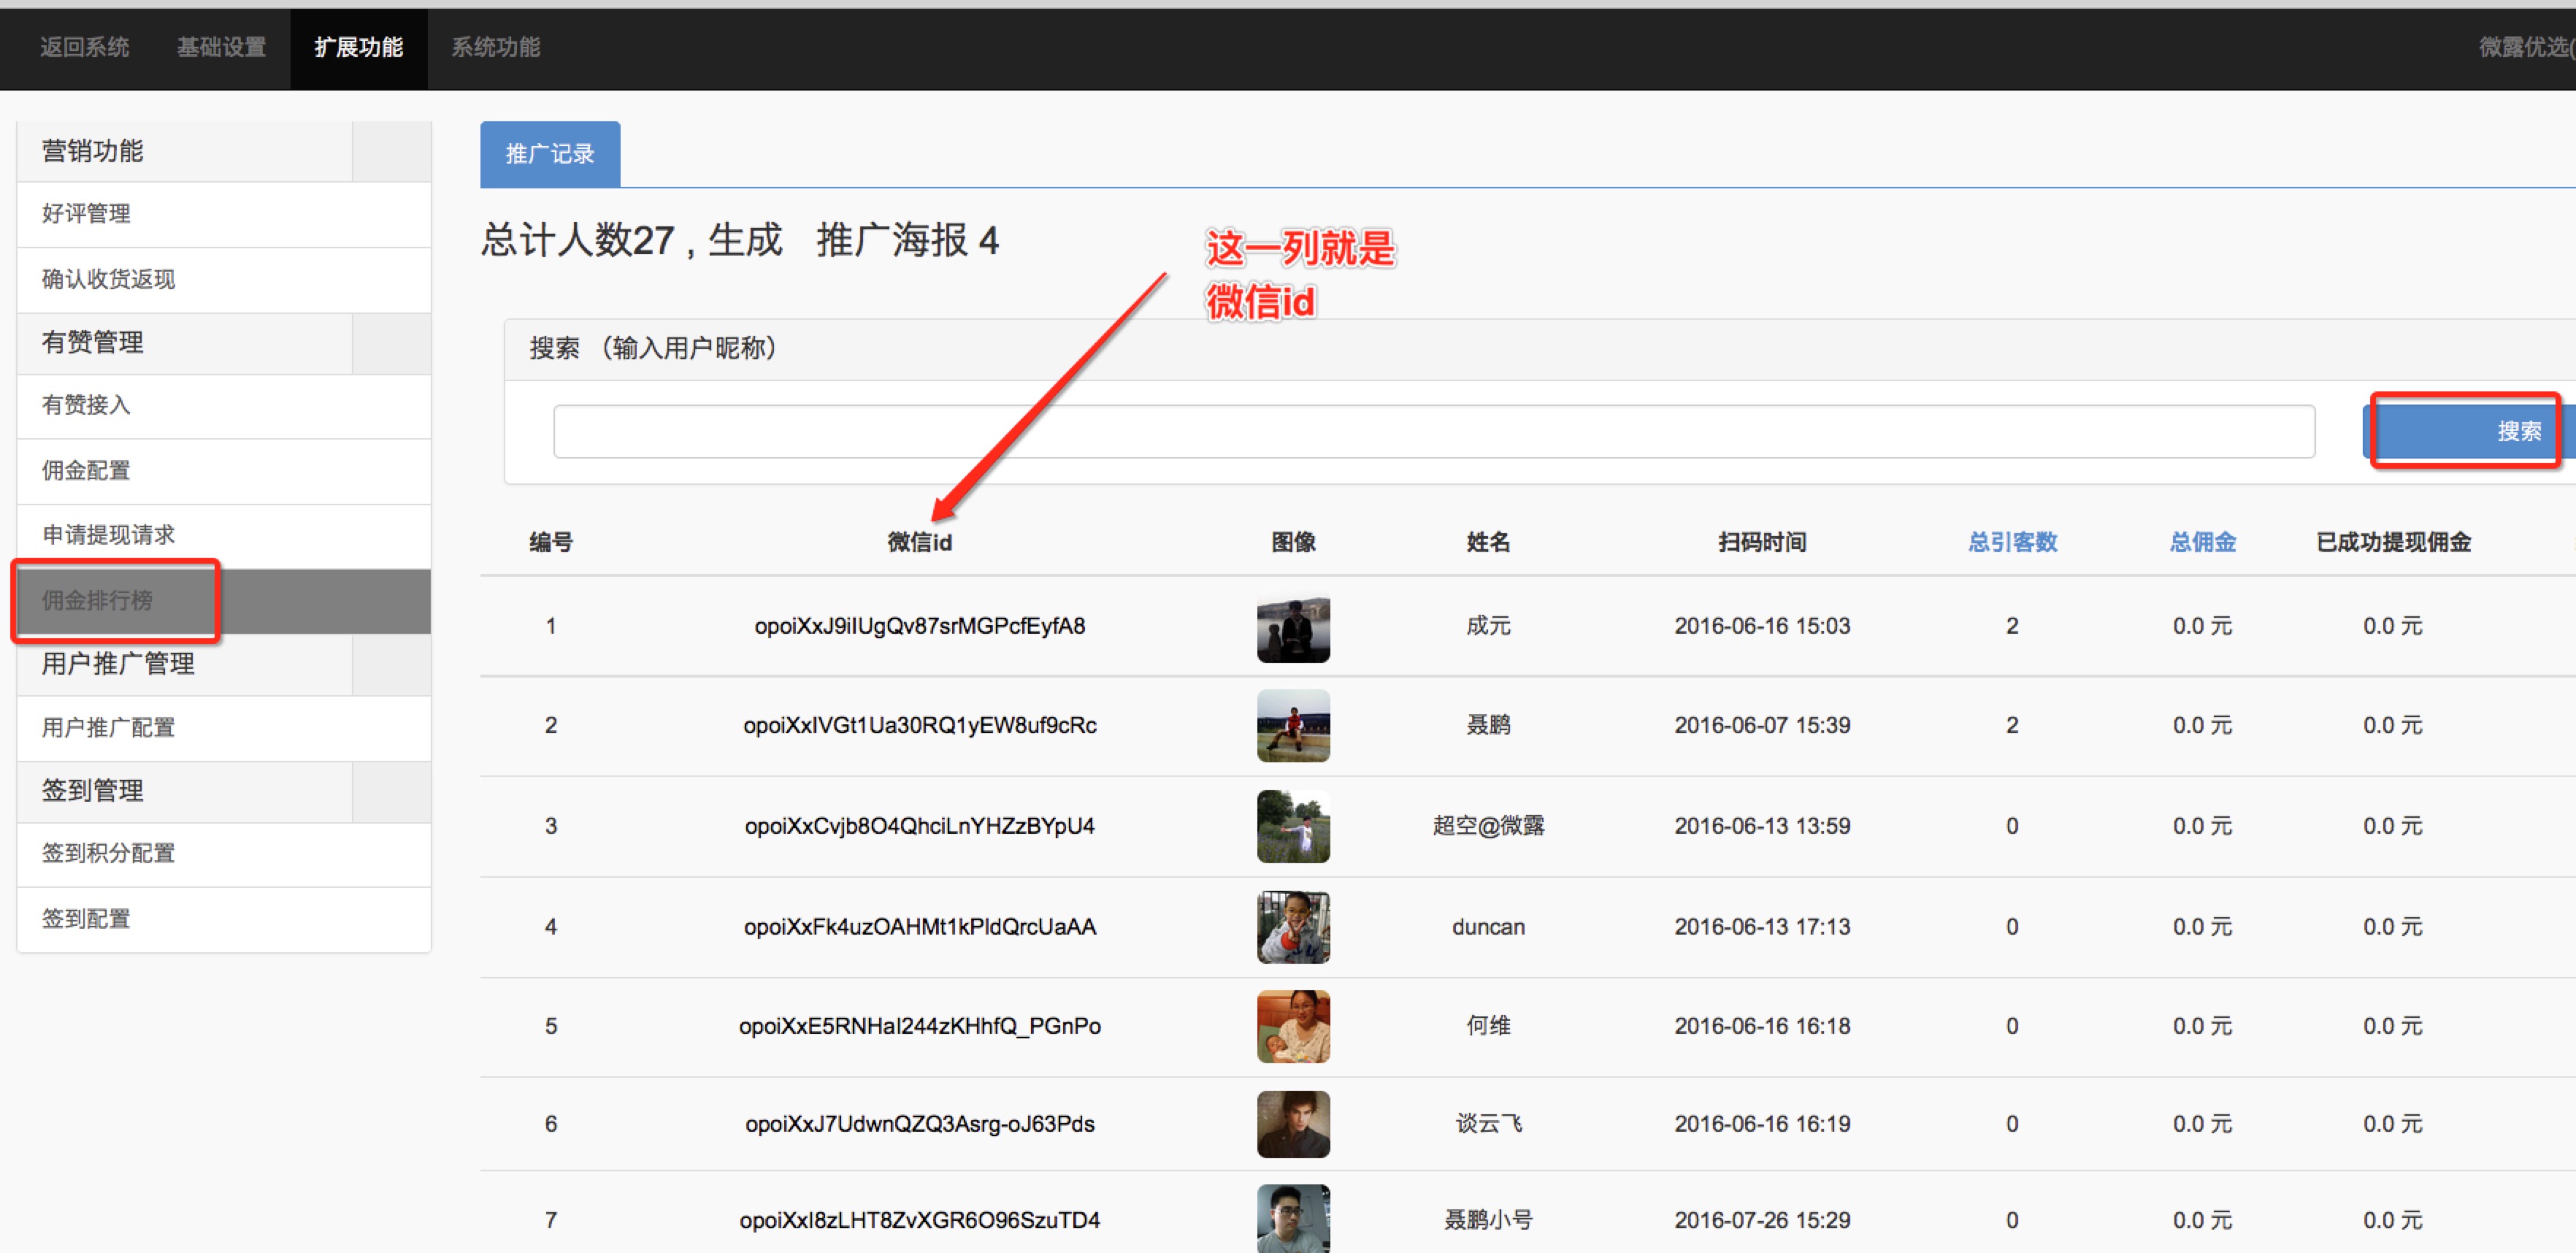 返回系统 基础设置 扩展功能 系统功能 微露优选(
营销功能
好评管理
确认收货返现
有赞管理
有赞接入
佣金配置
申请提现请求
佣金排行榜
用户推广管理
用户推广配置
签到管理
签到积分配置
签到配置
推广记录
总计人数27 , 生成 推广海报 4
这一列就是
微信id
搜索 （输入用户昵称）
搜索
编号 微信id 图像 姓名 扫码时间 总引客数 总佣金 已成功提现佣金
1 opoiXxJ9iIUgQv87srMGPcfEyfA8 成元 2016-06-16 15:03 2 0.0 元 0.0 元
2 opoiXxIVGt1Ua30RQ1yEW8uf9cRc 聂鹏 2016-06-07 15:39 2 0.0 元 0.0 元
3 opoiXxCvjb8O4QhciLnYHZzBYpU4 超空@微露 2016-06-13 13:59 0 0.0 元 0.0 元
4 opoiXxFk4uzOAHMt1kPldQrcUaAA duncan 2016-06-13 17:13 0 0.0 元 0.0 元
5 opoiXxE5RNHaI244zKHhfQ_PGnPo 何维 2016-06-16 16:18 0 0.0 元 0.0 元
6 opoiXxJ7UdwnQZQ3Asrg-oJ63Pds 谈云飞 2016-06-16 16:19 0 0.0 元 0.0 元
7 opoiXxI8zLHT8ZvXGR6O96SzuTD4 聂鹏小号 2016-07-26 15:29 0 0.0 元 0.0 元